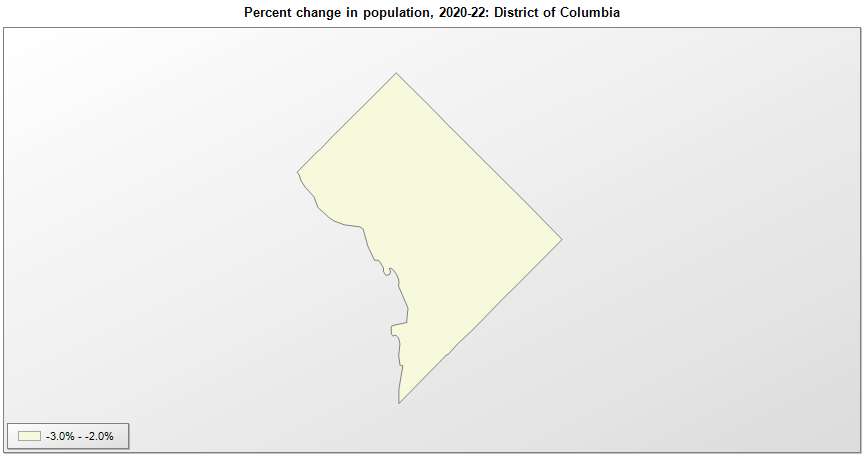 Percent change in population, 2020-22: District of Columbia
-3.0% - -2.0%